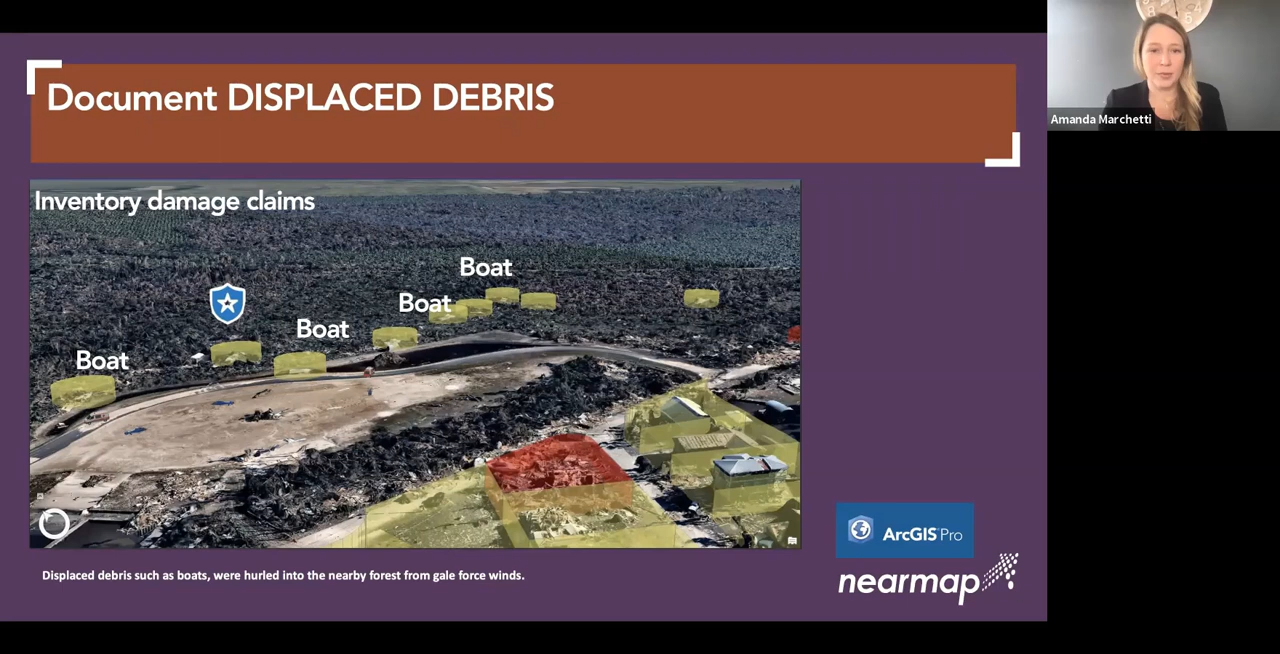 Document DISPLACED DEBRIS
Amanda Marchetti
Inventory damage claims
Boat
Boat
Boat
Boat
ArcGIS Pro
nearmap
Displaced debris such as boats, were hurled into the nearby forest from gale force winds.